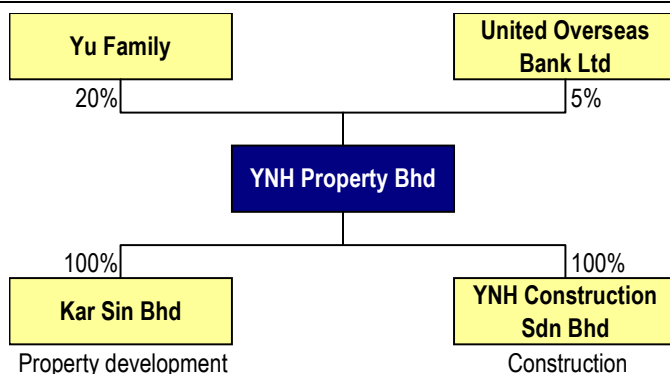 Yu Family
United Overseas
Bank Ltd
20%
5%
YNH Property Bhd
100%
100%
Kar Sin Bhd
YNH Construction
Sdn Bhd
Property development
Construction